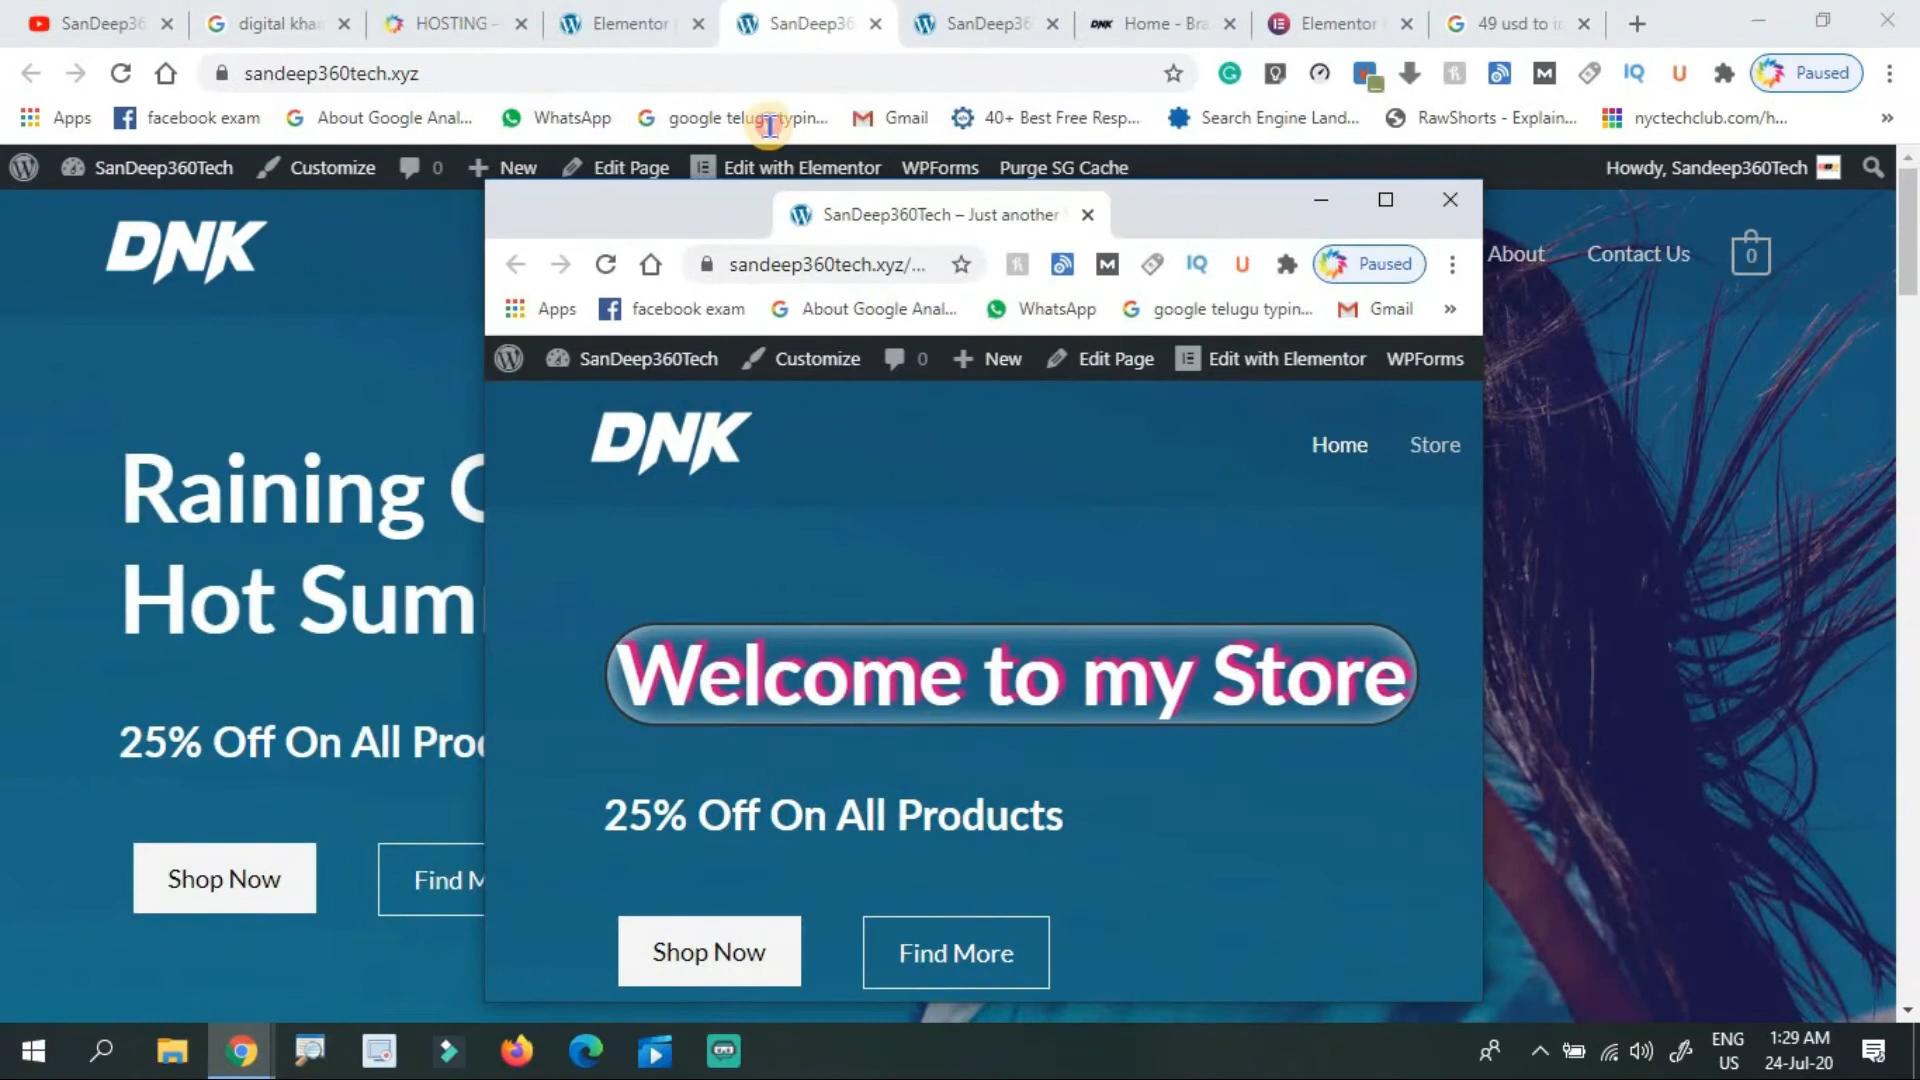 SanDeep36
digital khar
HOSTING –
Elementor
SanDeep36
SanDeep36
DNK Home - Bra
Elementor
49 usd to in
sandeep360tech.xyz
Paused
Apps
facebook exam
About Google Anal...
WhatsApp
google telugu typin...
Gmail
40+ Best Free Resp...
Search Engine Land...
RawShorts - Explain...
nyctechclub.com/h...
»
SanDeep360Tech
Customize
0
New
Edit Page
Edit with Elementor
WPForms
Purge SG Cache
Howdy, Sandeep360Tech
DNK
About
Contact Us
0
Raining
Hot Sum
25% Off On All Prod
Shop Now
Find M
SanDeep360Tech – Just another
sandeep360tech.xyz/...
IQ
U
Paused
Apps
facebook exam
About Google Anal...
WhatsApp
google telugu typin...
Gmail
»
SanDeep360Tech
Customize
0
New
Edit Page
Edit with Elementor
WPForms
DNK
Home
Store
Welcome to my Store
25% Off On All Products
Shop Now
Find More
ENG
US
1:29 AM
24-Jul-20